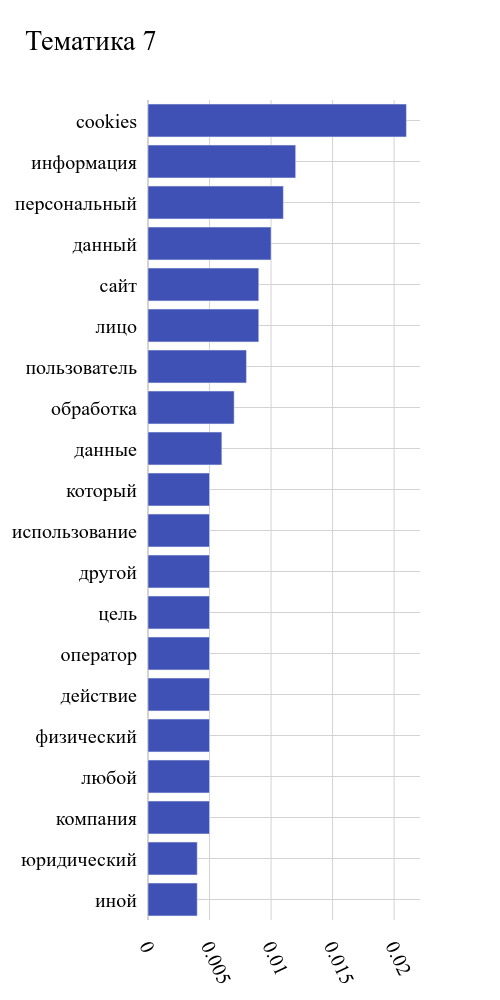 Тематика 7
cookies
информация
персональный
данный
сайт
лицо
пользователь
обработка
данные
который
использование
другой
цель
оператор
действие
физический
любой
компания
юридический
иной
0
0.005
0.01
0.015
0.02